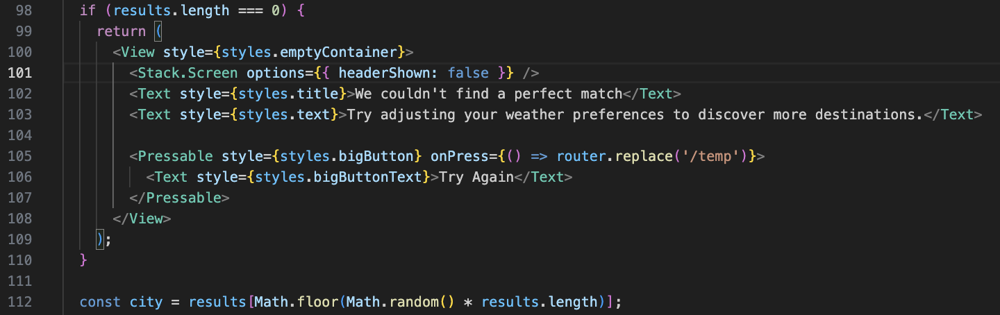 98 if (results.length === 0) {
99 return (
100 <View style={styles.emptyContainer}>
101 <Stack.Screen options={{ headerShown: false }} />
102 <Text style={styles.title}>We couldn't find a perfect match</Text>
103 <Text style={styles.text}>Try adjusting your weather preferences to discover more destinations.</Text>
104
105 <Pressable style={styles.bigButton} onPress={() => router.replace('/temp')}>
106 <Text style={styles.bigButtonText}>Try Again</Text>
107 </Pressable>
108 </View>
109 );
110 }
111
112 const city = results[Math.floor(Math.random() * results.length)];